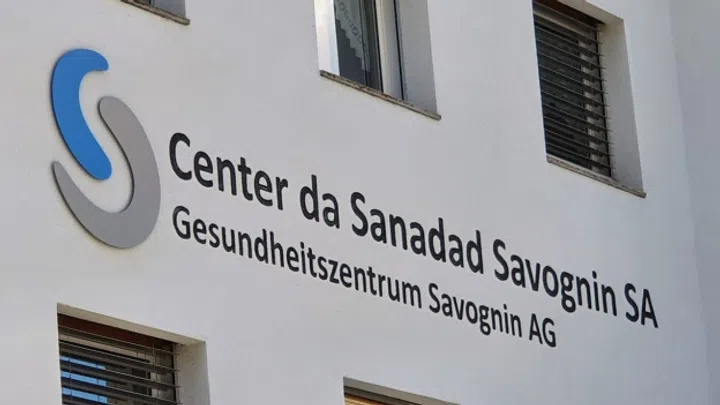 Center da Sanadad Savognin SA
Gesundheitszentrum Savognin AG